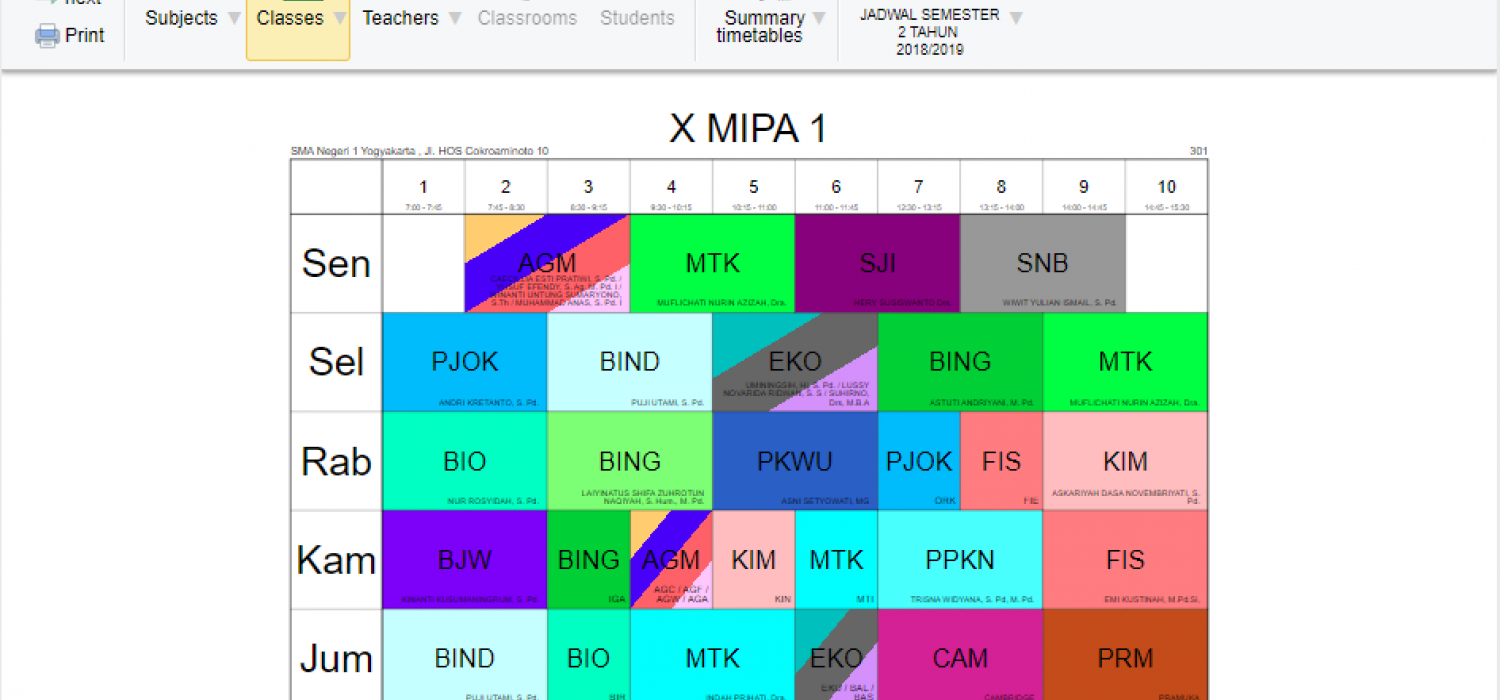 next
Print
Subjects
Classes
Teachers
Classrooms
Students
Summary
timetables
JADWAL SEMESTER
2 TAHUN
2018/2019
X MIPA 1
SMA Negeri 1 Yogyakarta , Jl. HOS Cokroaminoto 10
301
1 2 3 4 5 6 7 8 9 10
7:00 - 7:45 7:45 - 8:30 8:30 - 9:15 9:30 - 10:15 10:15 - 11:00 11:00 - 11:45 12:30 - 13:15 13:15 - 14:00 14:00 - 14:45 14:45 - 15:30
Sen
AGM
ESTI PRATIWI, S. Pd. /
YUSUF EFENDY, S. Ag. M. Pd. I /
WINANTI UNTUNG SUMARYONO,
S.Th / MUHAMMAD ANAS, S. Pd. I
MTK
MUFLICHATI NURIN AZIZAH, Dra.
SJI
HERY SUSISWANTO Drs.
SNB
WIWIT YULIAN ISMAIL, S. Pd.
Sel
PJOK
ANDRI KRETANTO, S. Pd.
BIND
PUJI UTAMI, S. Pd.
EKO
UMININGSIH, Hj. S. Pd. / LUSSY
NOVARIDA RIDWAN, S. S / SUHIRNO,
Drs, M.B.A
BING
ASTUTI ANDRIYANI, M. Pd.
MTK
MUFLICHATI NURIN AZIZAH, Dra.
Rab
BIO
NUR ROSYIDAH, S. Pd.
BING
LAIYINATUS SHIFA ZUHROTUN
NAQIYAH, S. Hum., M. Pd.
PKWU
ASNI SETYOWATI, MG
PJOK
ORK
FIS
FIE
KIM
ASKARIYAH DASA NOVEMBRIYATI, S.
Pd.
Kam
BJW
KINANTI KUSUMANINGRUM, S. Pd.
BING
IGA
AGM
AGC / AGF /
AGW / AGA
KIM
KIN
MTK
MTI
PPKN
TRISNA WIDYANA, S. Pd, M. Pd.
FIS
EMI KUSTINAH, M.Pd.Si.
Jum
BIND
PUJI UTAMI, S. Pd.
BIO
BIR
MTK
INDAH PRIHATI, Dra.
EKO
EKU / BAL /
BAS
CAM
CAMBRIDGE
PRM
PRAMUKA